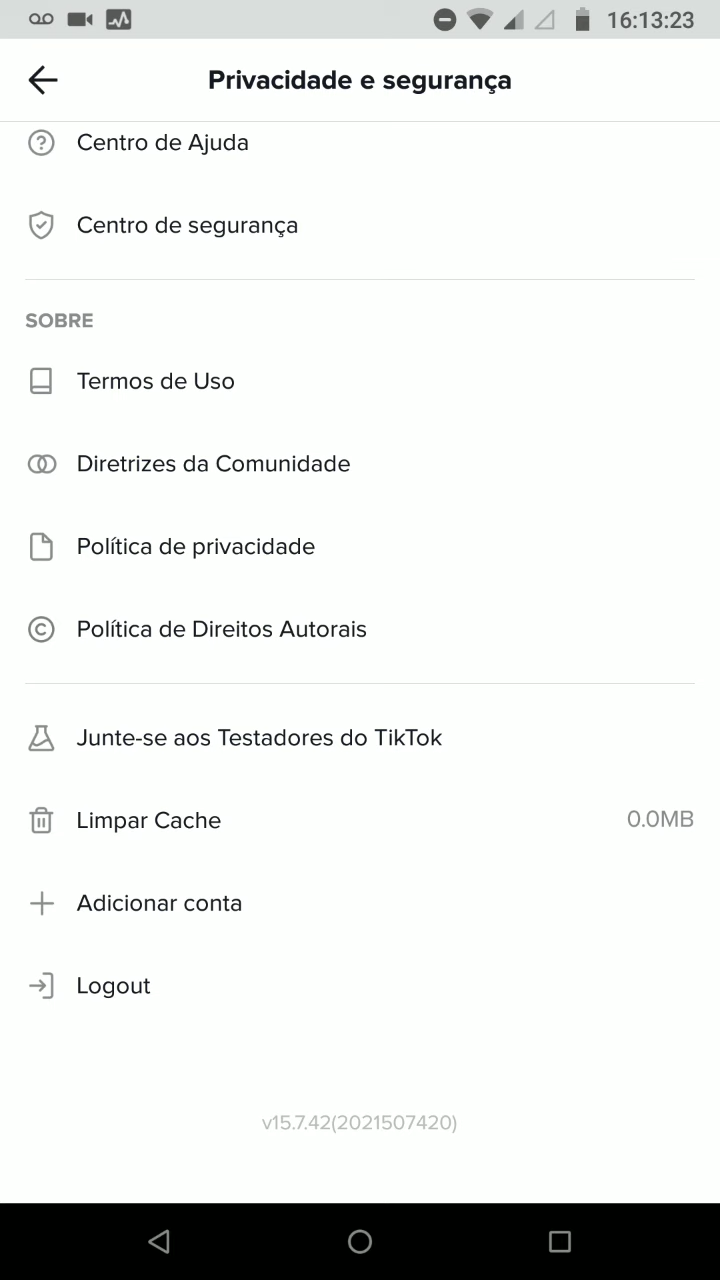 16:13:23
Privacidade e segurança
Centro de Ajuda
Centro de segurança
SOBRE
Termos de Uso
Diretrizes da Comunidade
Política de privacidade
Política de Direitos Autorais
Junte-se aos Testadores do TikTok
Limpar Cache 0.0MB
Adicionar conta
Logout
v15.7.42(2021507420)